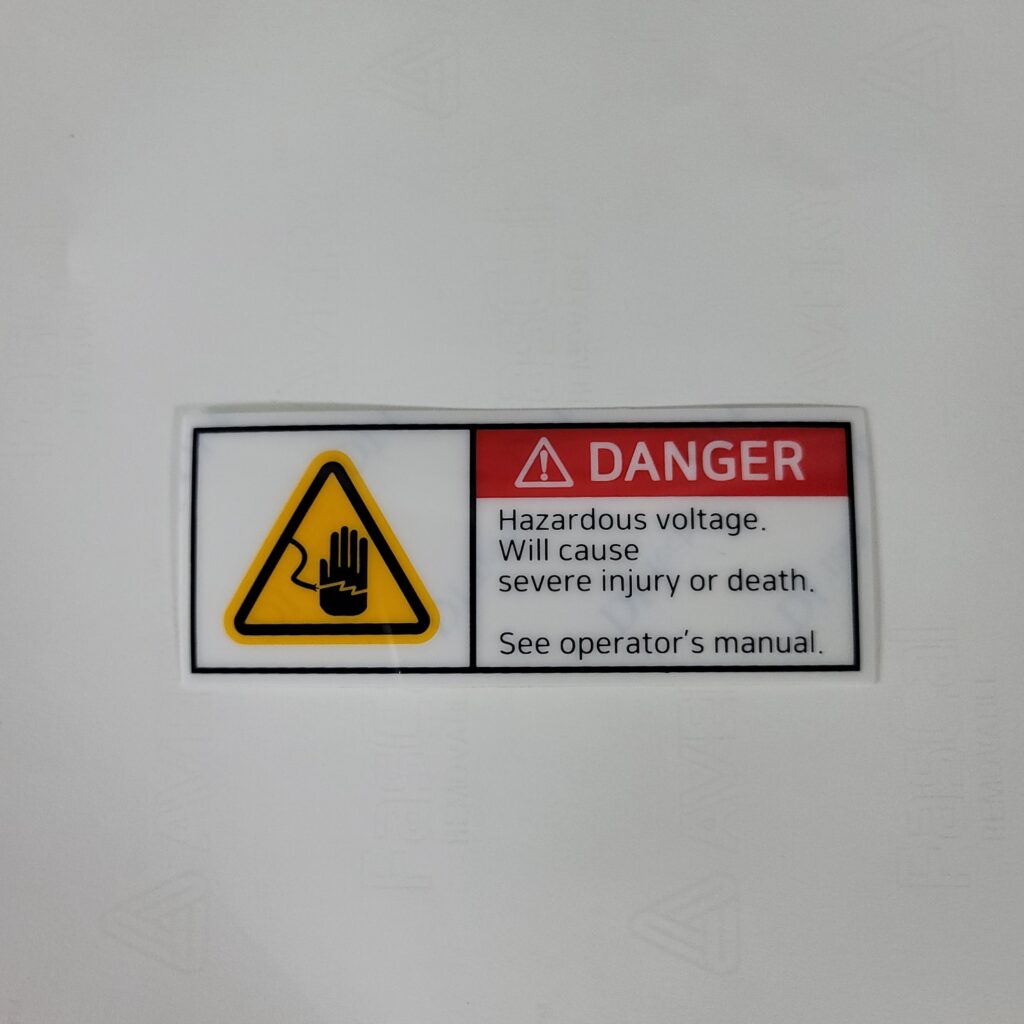 DANGER
Hazardous voltage.
Will cause
severe injury or death.
See operator's manual.